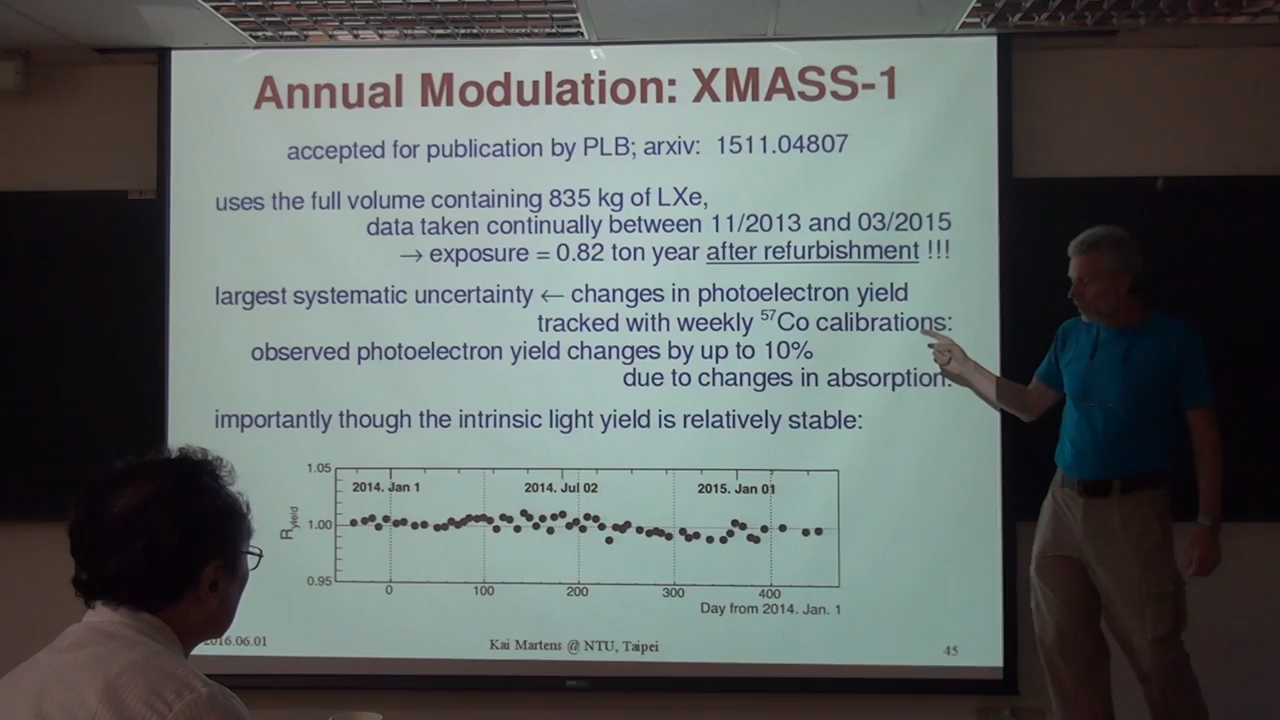 Annual Modulation: XMASS-1
accepted for publication by PLB; arxiv: 1511.04807
uses the full volume containing 835 kg of LXe,
data taken continually between 11/2013 and 03/2015
→ exposure = 0.82 ton year after refurbishment !!!
largest systematic uncertainty ← changes in photoelectron yield
tracked with weekly ⁵⁷Co calibrations:
observed photoelectron yield changes by up to 10%
due to changes in absorption.
importantly though the intrinsic light yield is relatively stable:
1.05
2014. Jan 1 2014. Jul 02 2015. Jan 01
Ryield
1.00
0.95
0 100 200 300 400
Day from 2014. Jan. 1
2016.06.01 Kai Martens @ NTU, Taipei 45